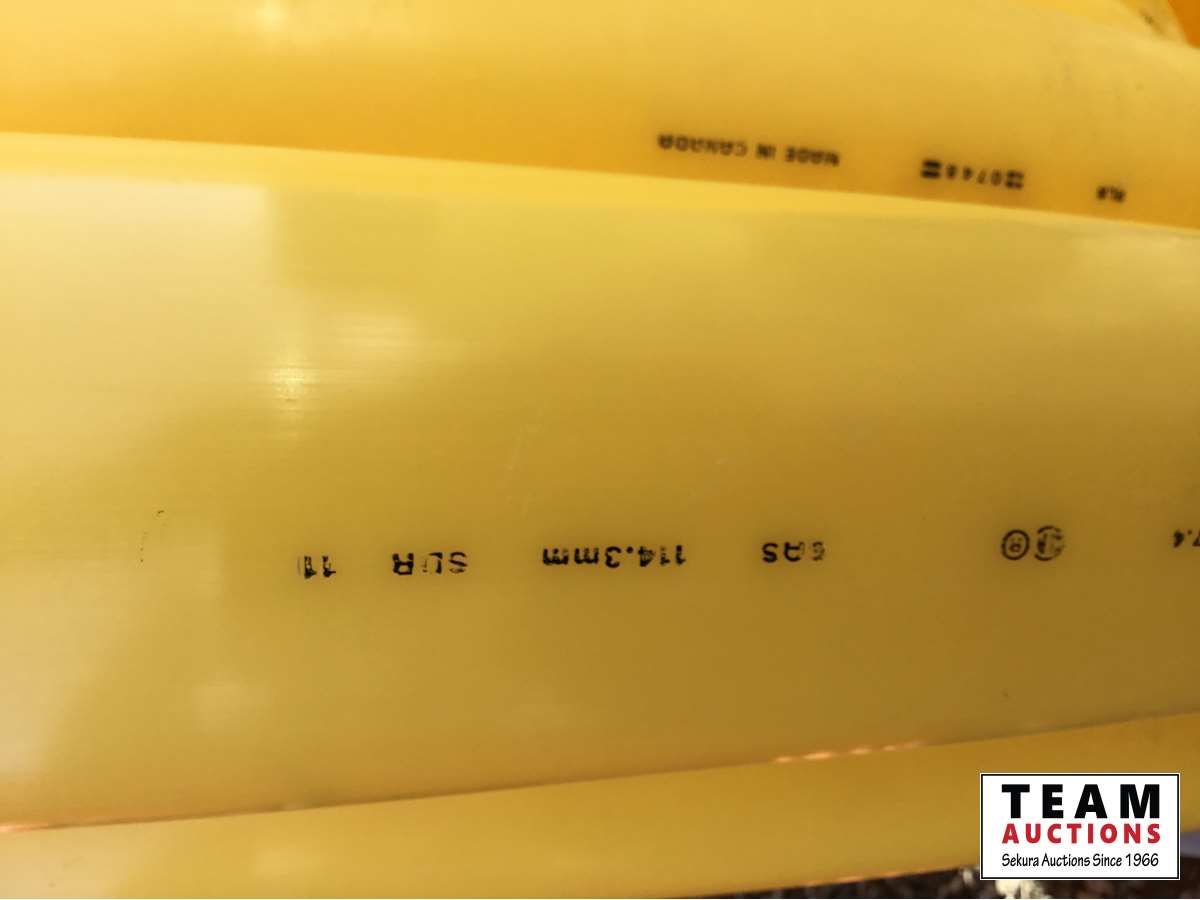 MADE IN CANADA
GAS 114.3mm SDR 11
TEAM
AUCTIONS
Sekura Auctions Since 1966